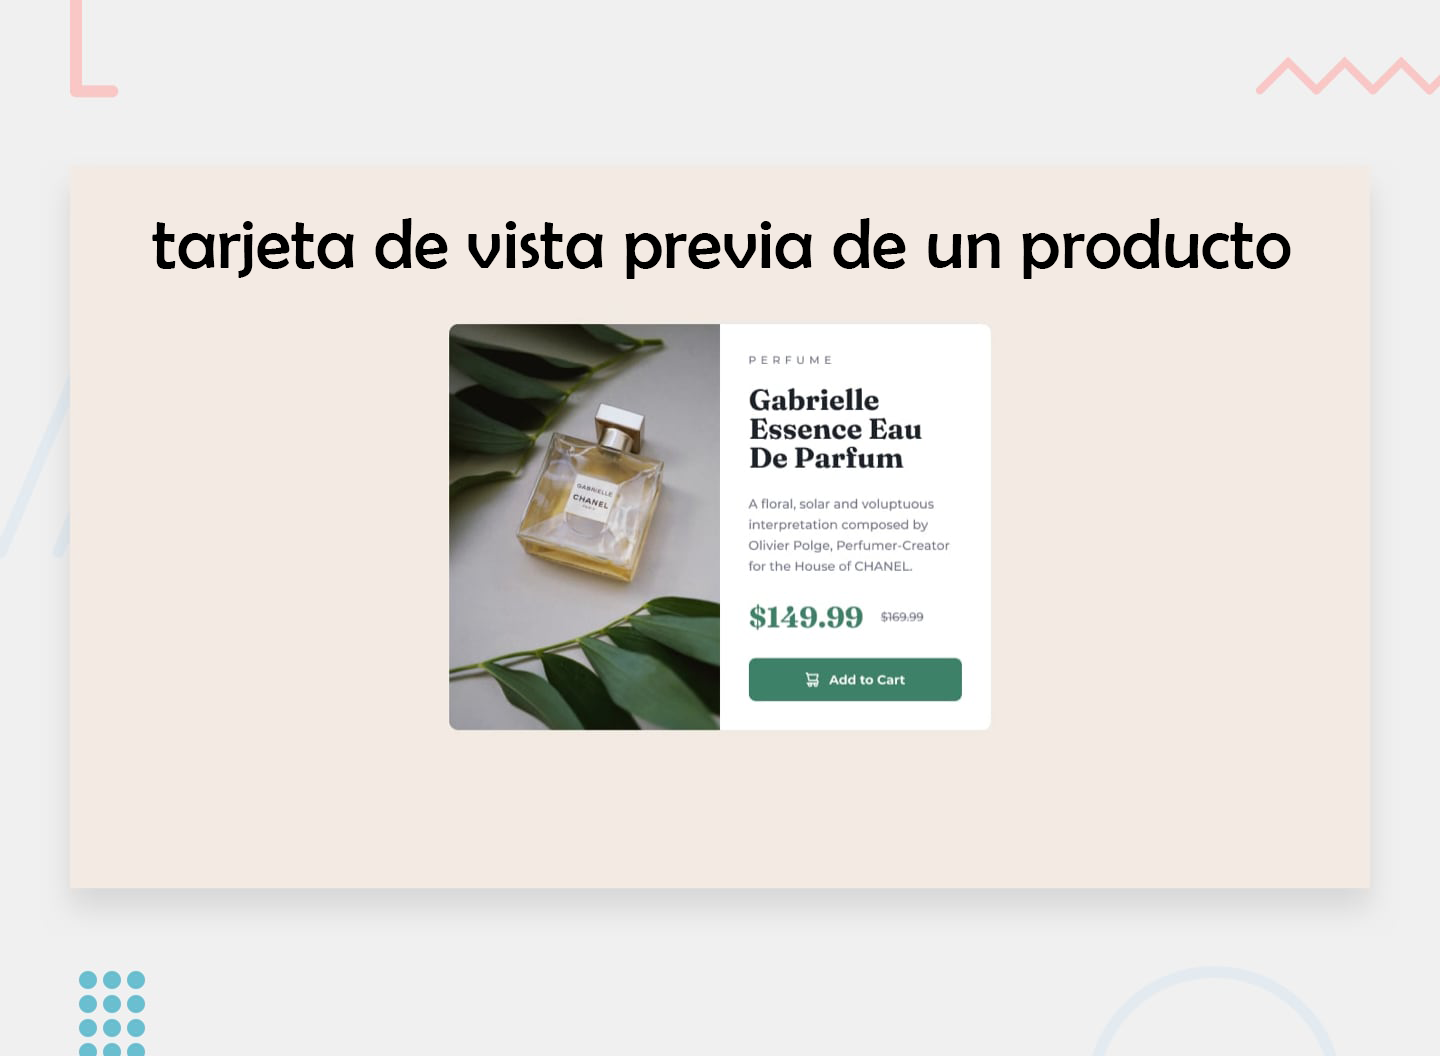 tarjeta de vista previa de un producto
PERFUME
Gabrielle
Essence Eau
De Parfum
GABRIELLE
CHANEL
PARIS
A floral, solar and voluptuous
interpretation composed by
Olivier Polge, Perfumer-Creator
for the House of CHANEL.
$149.99 $169.99
Add to Cart